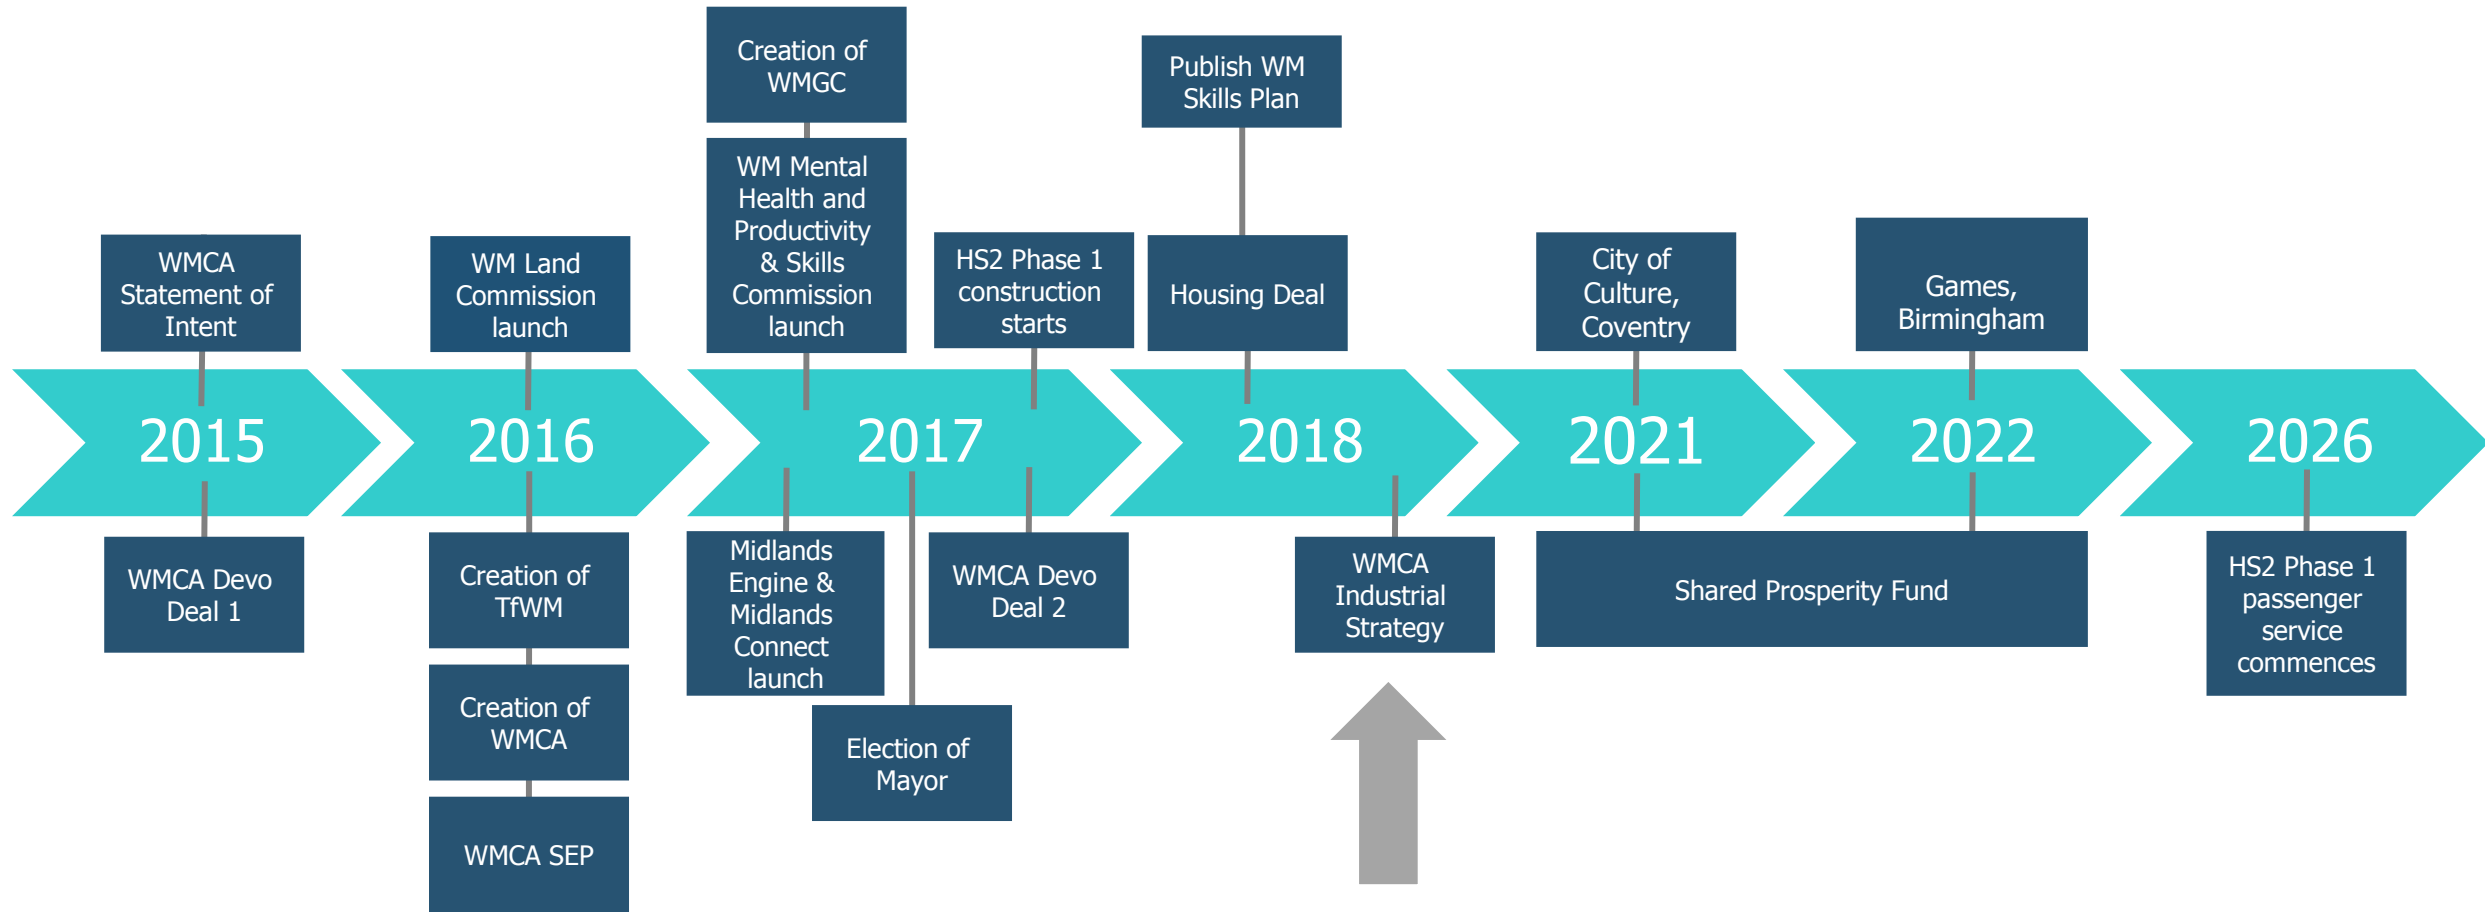 Creation of
WMGC
WM Mental
Health and
Productivity
& Skills
Commission
launch
Publish WM
Skills Plan
WMCA
Statement of
Intent
WM Land
Commission
launch
HS2 Phase 1
construction
starts
Housing Deal
City of
Culture,
Coventry
Games,
Birmingham
2015
2016
2017
2018
2021
2022
2026
WMCA Devo
Deal 1
Creation of
TfWM
Creation of
WMCA
WMCA SEP
Midlands
Engine &
Midlands
Connect
launch
Election of
Mayor
WMCA Devo
Deal 2
WMCA
Industrial
Strategy
Shared Prosperity Fund
HS2 Phase 1
passenger
service
commences